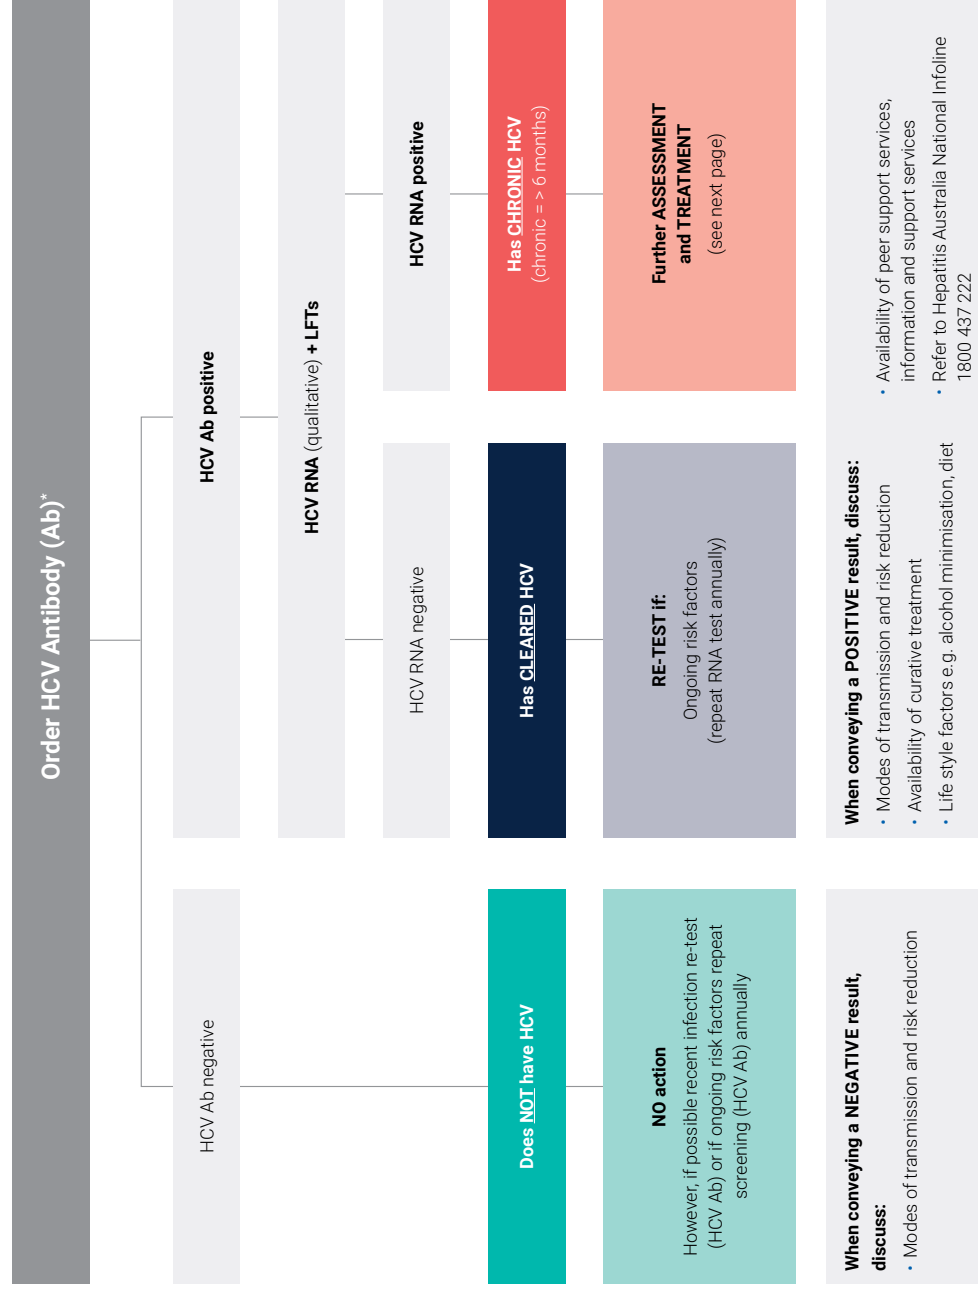 Order HCV Antibody (Ab)*
HCV Ab negative
HCV Ab positive
HCV RNA (qualitative) + LFTs
HCV RNA negative
HCV RNA positive
Does NOT have HCV
Has CLEARED HCV
Has CHRONIC HCV
(chronic = > 6 months)
NO action
However, if possible recent infection re-test
(HCV Ab) or if ongoing risk factors repeat
screening (HCV Ab) annually
RE-TEST if:
Ongoing risk factors
(repeat RNA test annually)
Further ASSESSMENT
and TREATMENT
(see next page)
When conveying a NEGATIVE result,
discuss:
• Modes of transmission and risk reduction
When conveying a POSITIVE result, discuss:
• Modes of transmission and risk reduction
• Availability of curative treatment
• Life style factors e.g. alcohol minimisation, diet
• Availability of peer support services,
information and support services
• Refer to Hepatitis Australia National Infoline
1800 437 222